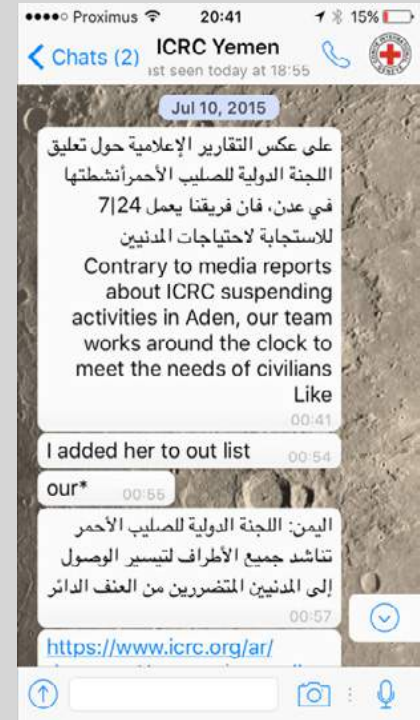 Proximus 20:41 15%
Chats (2) ICRC Yemen
ast seen today at 18:55
Jul 10, 2015
على عكس التقارير الإعلامية حول تعليق
اللجنة الدولية للصليب الأحمرأنشطتها
في عدن، فان فريقنا يعمل 24|7
للاستجابة لاحتياجات المدنيين
Contrary to media reports
about ICRC suspending
activities in Aden, our team
works around the clock to
meet the needs of civilians
Like
00:41
I added her to out list 00:54
our* 00:55
اليمن: اللجنة الدولية للصليب الأحمر
تناشد جميع الأطراف لتيسير الوصول
إلى المدنيين المتضررين من العنف الدائر
00:57
https://www.icrc.org/ar/